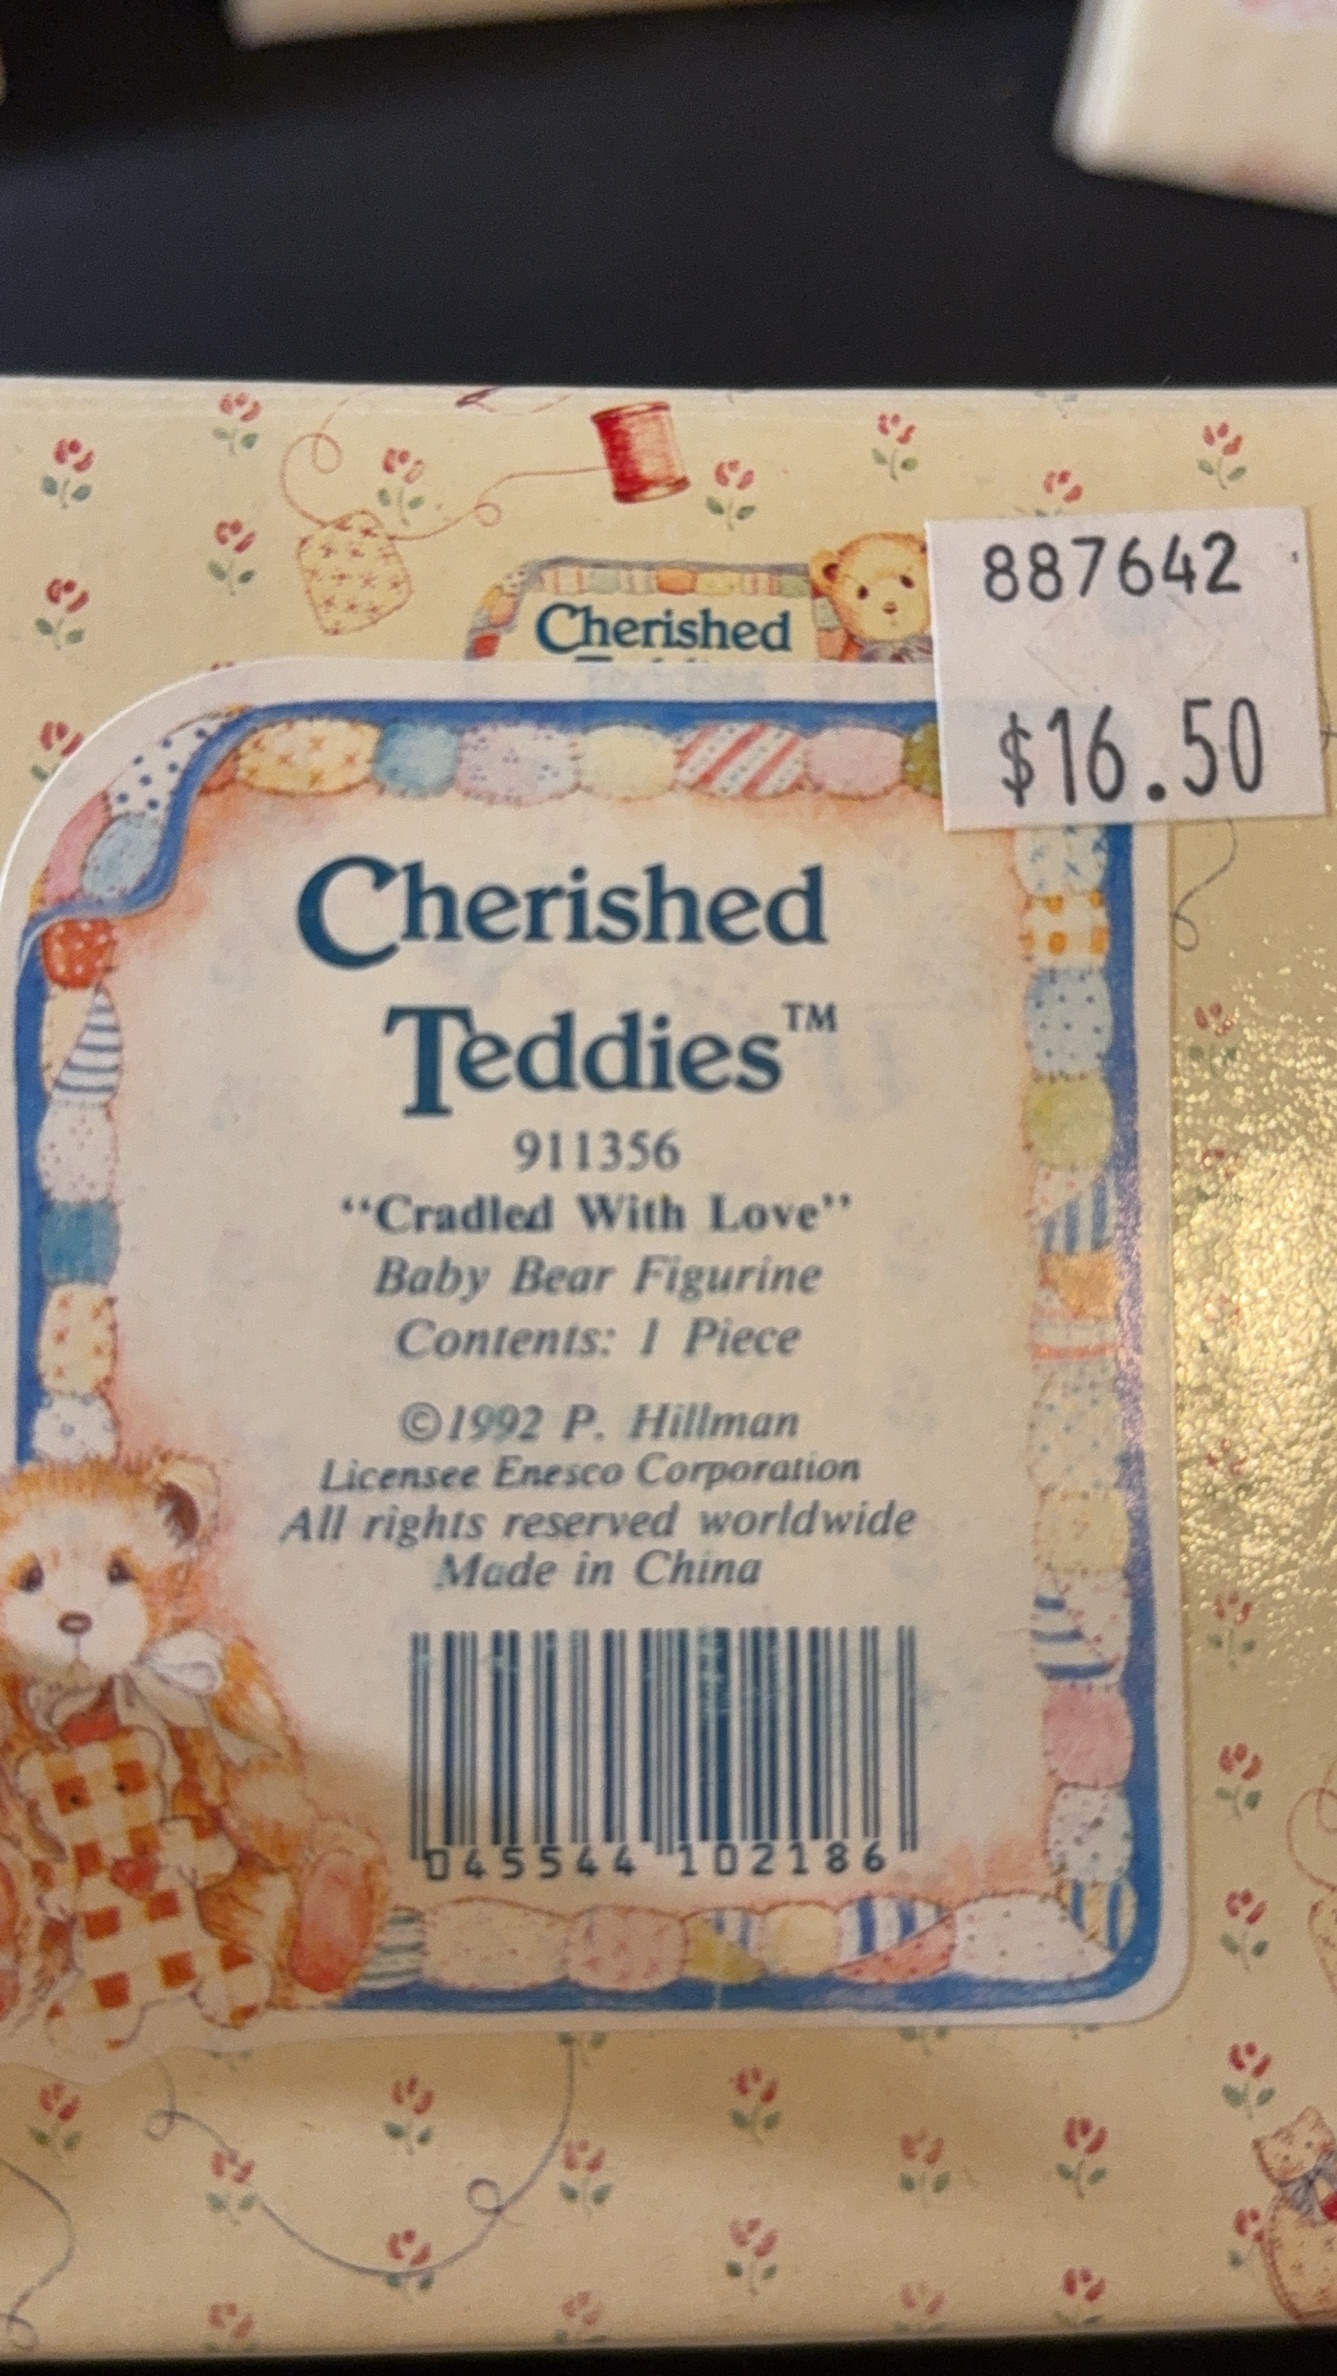 887642
$16.50
Cherished
Cherished
Teddies™
911356
“Cradled With Love”
Baby Bear Figurine
Contents: 1 Piece
©1992 P. Hillman
Licensee Enesco Corporation
All rights reserved worldwide
Made in China
045544 102186